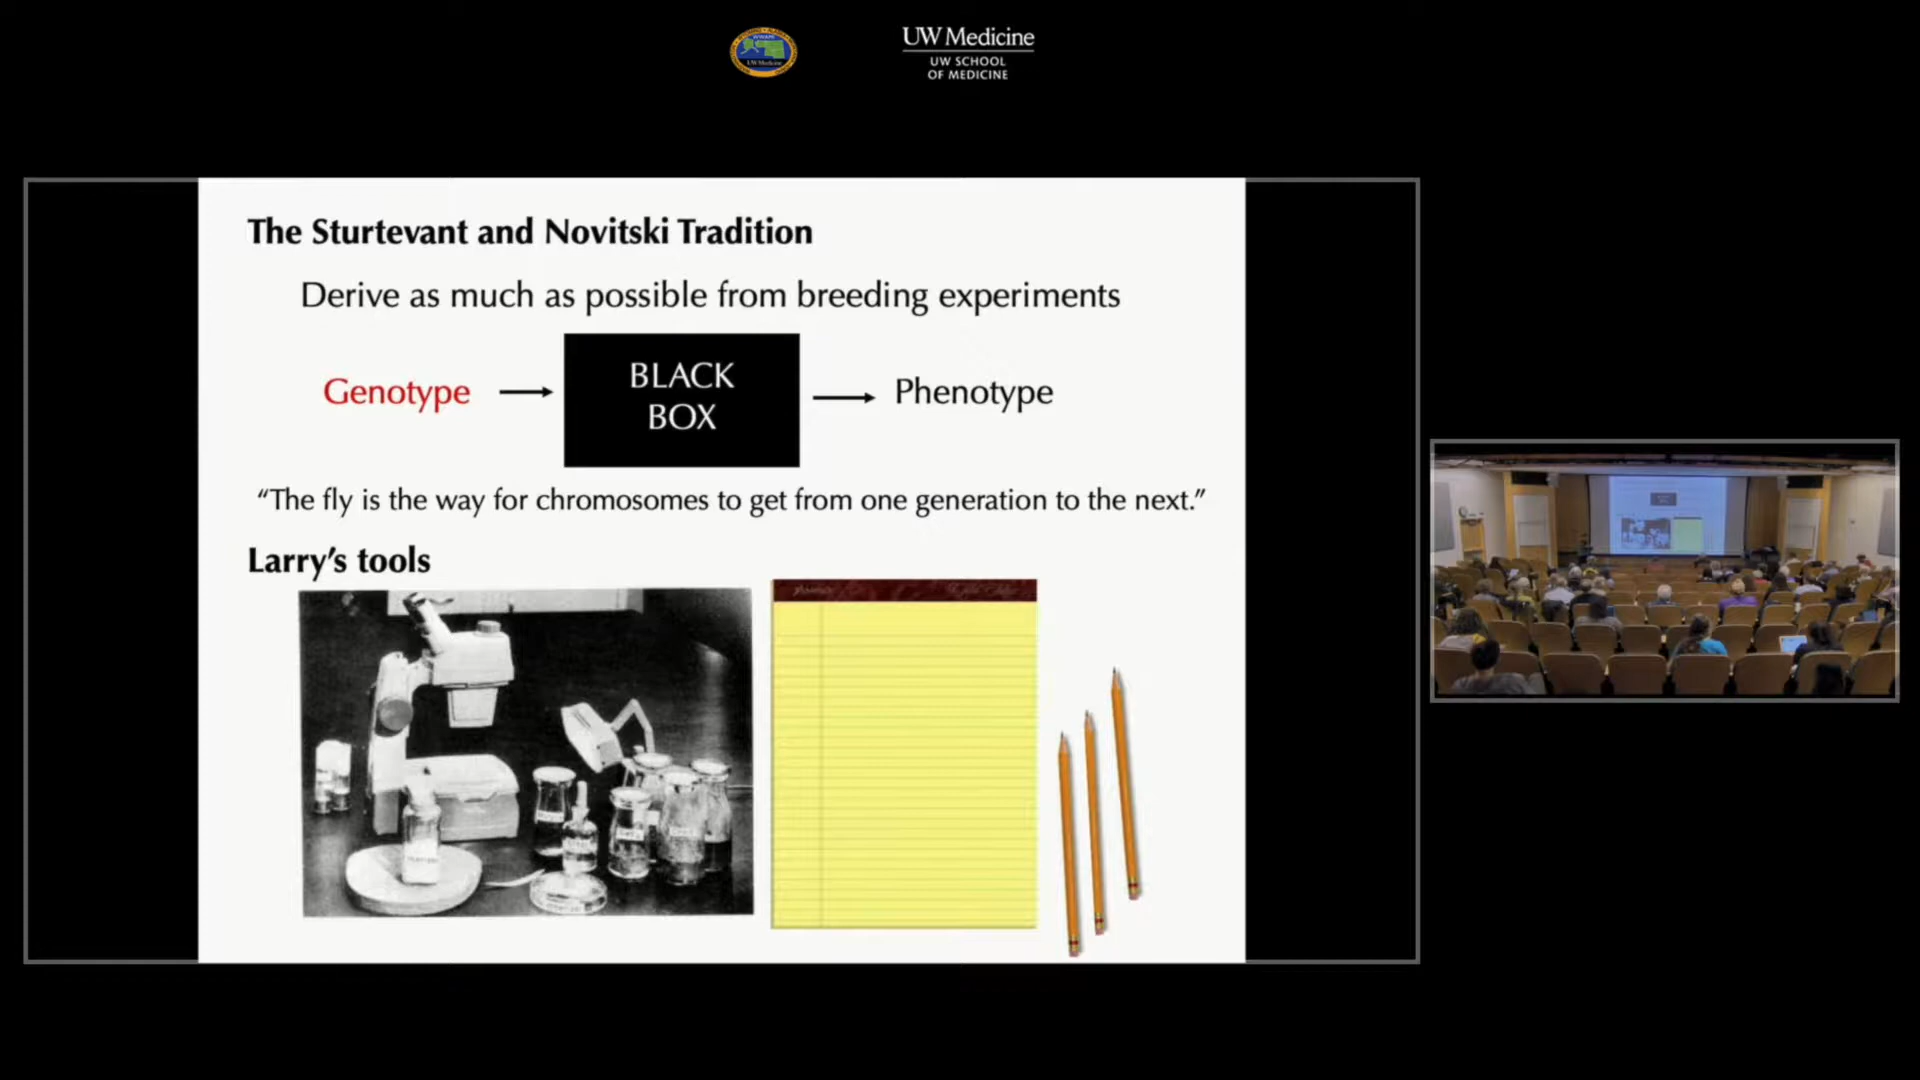 UW Medicine
UW SCHOOL
OF MEDICINE
The Sturtevant and Novitski Tradition
Derive as much as possible from breeding experiments
Genotype
BLACK
BOX
Phenotype
“The fly is the way for chromosomes to get from one generation to the next.”
Larry’s tools